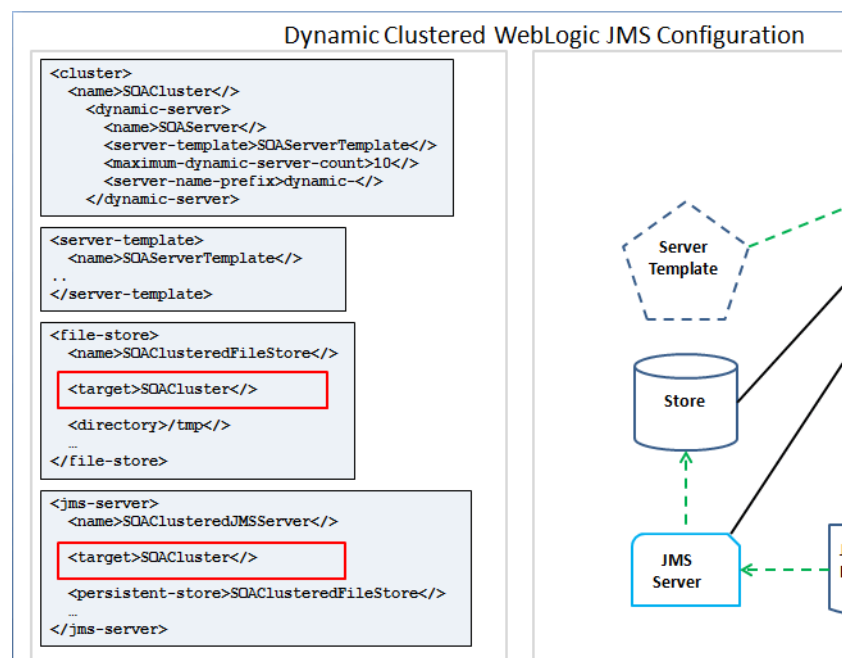 Dynamic Clustered WebLogic JMS Configuration
<cluster>
<name>SOACluster</>
<dynamic-server>
<name>SOAServer</>
<server-template>SOAServerTemplate</>
<maximum-dynamic-server-count>10</>
<server-name-prefix>dynamic-</>
</dynamic-server>
<server-template>
<name>SOAServerTemplate</>
..
</server-template>
<file-store>
<name>SOAClusteredFileStore</>
<target>SOACluster</>
<directory>/tmp</>
…
</file-store>
<jms-server>
<name>SOAClusteredJMSServer</>
<target>SOACluster</>
<persistent-store>SOAClusteredFileStore</>
…
</jms-server>
Server
Template
Store
JMS
Server